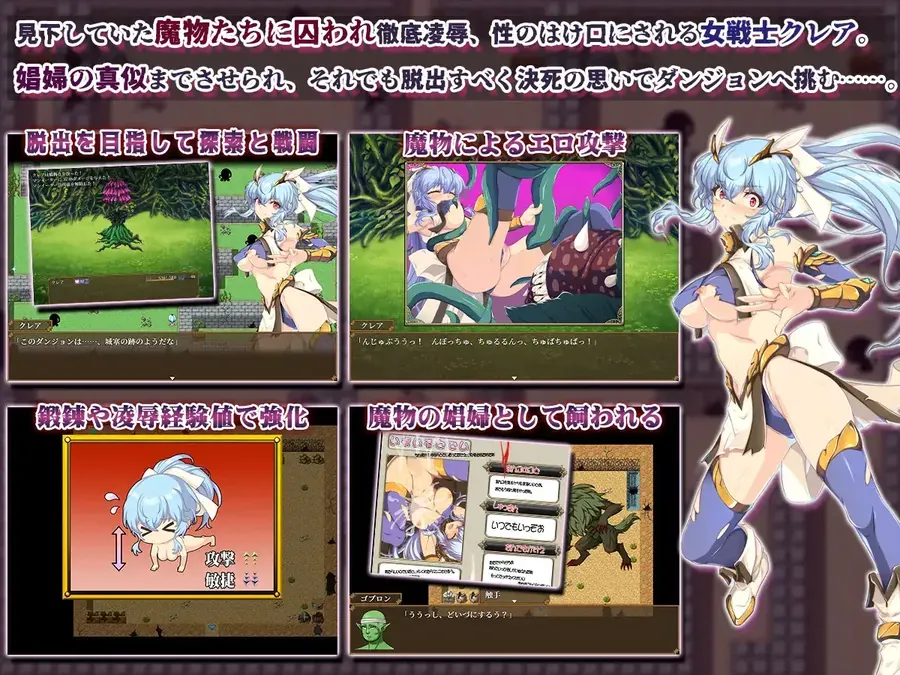 見下していた魔物たちに囚われ徹底凌辱、性のはけ口にされる女戦士クレア。
娼婦の真似までさせられ、それでも脱出すべく決死の思いでダンジョンへ挑む……。
脱出を目指して探索と戦闘
クレア
「このダンジョンは……、城塞の跡のようだな」
魔物によるエロ攻撃
クレア
「んじゅぶううっ！　んぼっちゅ、ちゅるるんっ、ちゅぱちゅぱっ！」
鍛錬や凌辱経験値で強化
攻撃
敏捷
魔物の娼婦として飼われる
いつでもいっぞお
触手
ゴブロン
「ううっし、どいづにするう？」